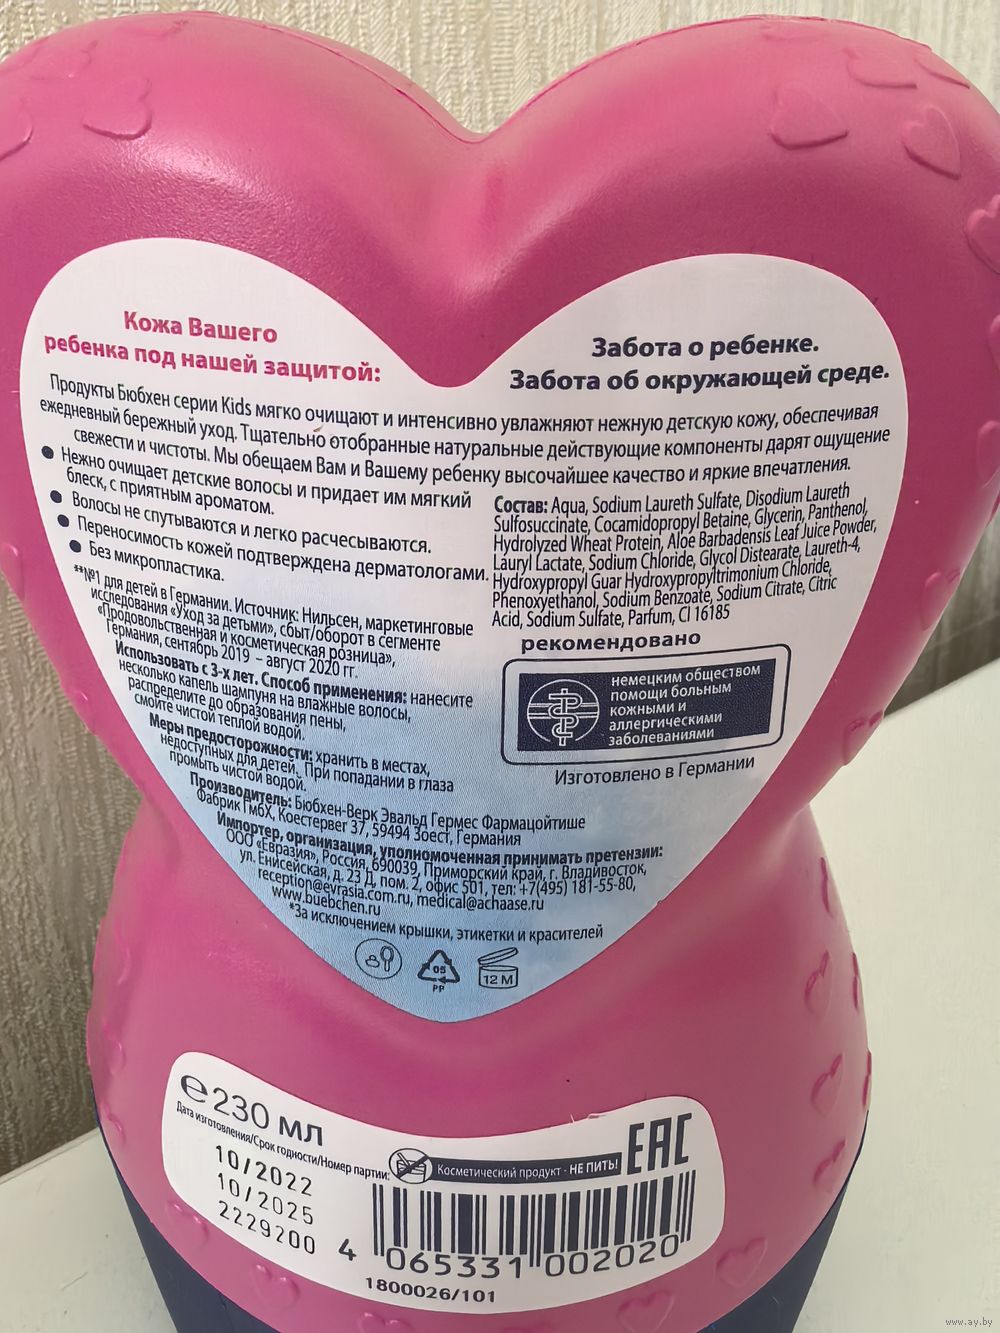 Кожа Вашего
ребенка под нашей защитой:
Забота о ребенке.
Забота об окружающей среде.
Продукты Бюбхен серии Kids мягко очищают и интенсивно увлажняют нежную детскую кожу, обеспечивая
ежедневный бережный уход. Тщательно отобранные натуральные действующие компоненты дарят ощущение
свежести и чистоты. Мы обещаем Вам и Вашему ребенку высочайшее качество и яркие впечатления.
● Нежно очищает детские волосы и придает им мягкий
блеск, с приятным ароматом.
● Волосы не спутываются и легко расчесываются.
● Переносимость кожей подтверждена дерматологами.
● Без микропластика.
**№1 для детей в Германии. Источник: Нильсен, маркетинговые
исследования «Уход за детьми», сбыт/оборот в сегменте
«Продовольственная и косметическая розница»,
Германия, сентябрь 2019 – август 2020 гг.
Использовать с 3-х лет. Способ применения: нанесите
несколько капель шампуня на влажные волосы,
распределите до образования пены,
смойте чистой теплой водой.
Меры предосторожности: хранить в местах,
недоступных для детей. При попадании в глаза
промыть чистой водой.
Производитель: Бюбхен-Верк Эвальд Гермес Фармацойтише
Фабрик ГмбХ, Коестервег 37, 59494 Зоест, Германия
Импортер, организация, уполномоченная принимать претензии:
ООО «Евразия», Россия, 690039, Приморский край, г. Владивосток,
ул. Енисейская, д. 23 Д, пом. 2, офис 501, тел: +7(495) 181-55-80,
reception@evrasia.com.ru, medical@achaase.ru
www.buebchen.ru
*За исключением крышки, этикетки и красителей
Состав: Aqua, Sodium Laureth Sulfate, Disodium Laureth
Sulfosuccinate, Cocamidopropyl Betaine, Glycerin, Panthenol,
Hydrolyzed Wheat Protein, Aloe Barbadensis Leaf Juice Powder,
Lauryl Lactate, Sodium Chloride, Glycol Distearate, Laureth-4,
Hydroxypropyl Guar Hydroxypropyltrimonium Chloride,
Phenoxyethanol, Sodium Benzoate, Sodium Citrate, Citric
Acid, Sodium Sulfate, Parfum, CI 16185
рекомендовано
немецким обществом
помощи больным
кожными и
аллергическими
заболеваниями
Изготовлено в Германии
05
PP
12 M
℮230 мл
Дата изготовления/Срок годности/Номер партии:
10/2022
10/2025
2229200
Косметический продукт - НЕ ПИТЬ!
EAC
4 065331 002020
1800026/101
www.ay.by